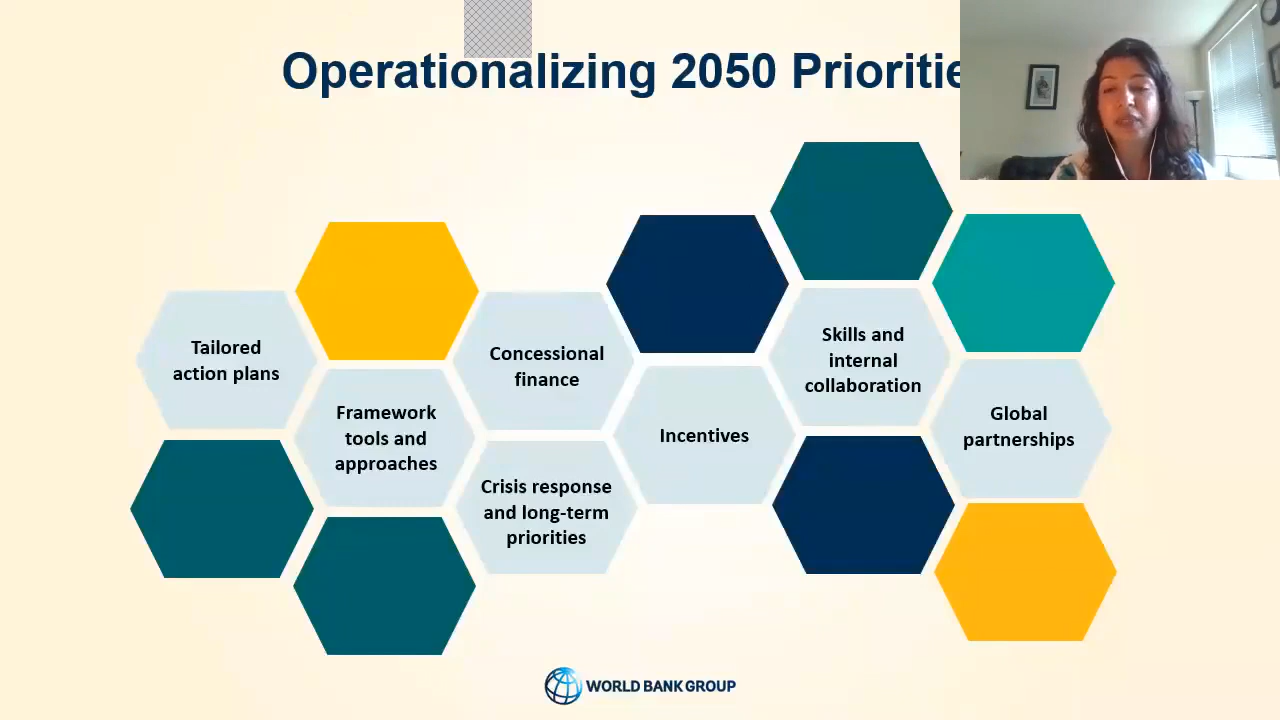 Operationalizing 2050 Prioritie
Tailored
action plans
Framework
tools and
approaches
Concessional
finance
Crisis response
and long-term
priorities
Incentives
Skills and
internal
collaboration
Global
partnerships
WORLD BANK GROUP